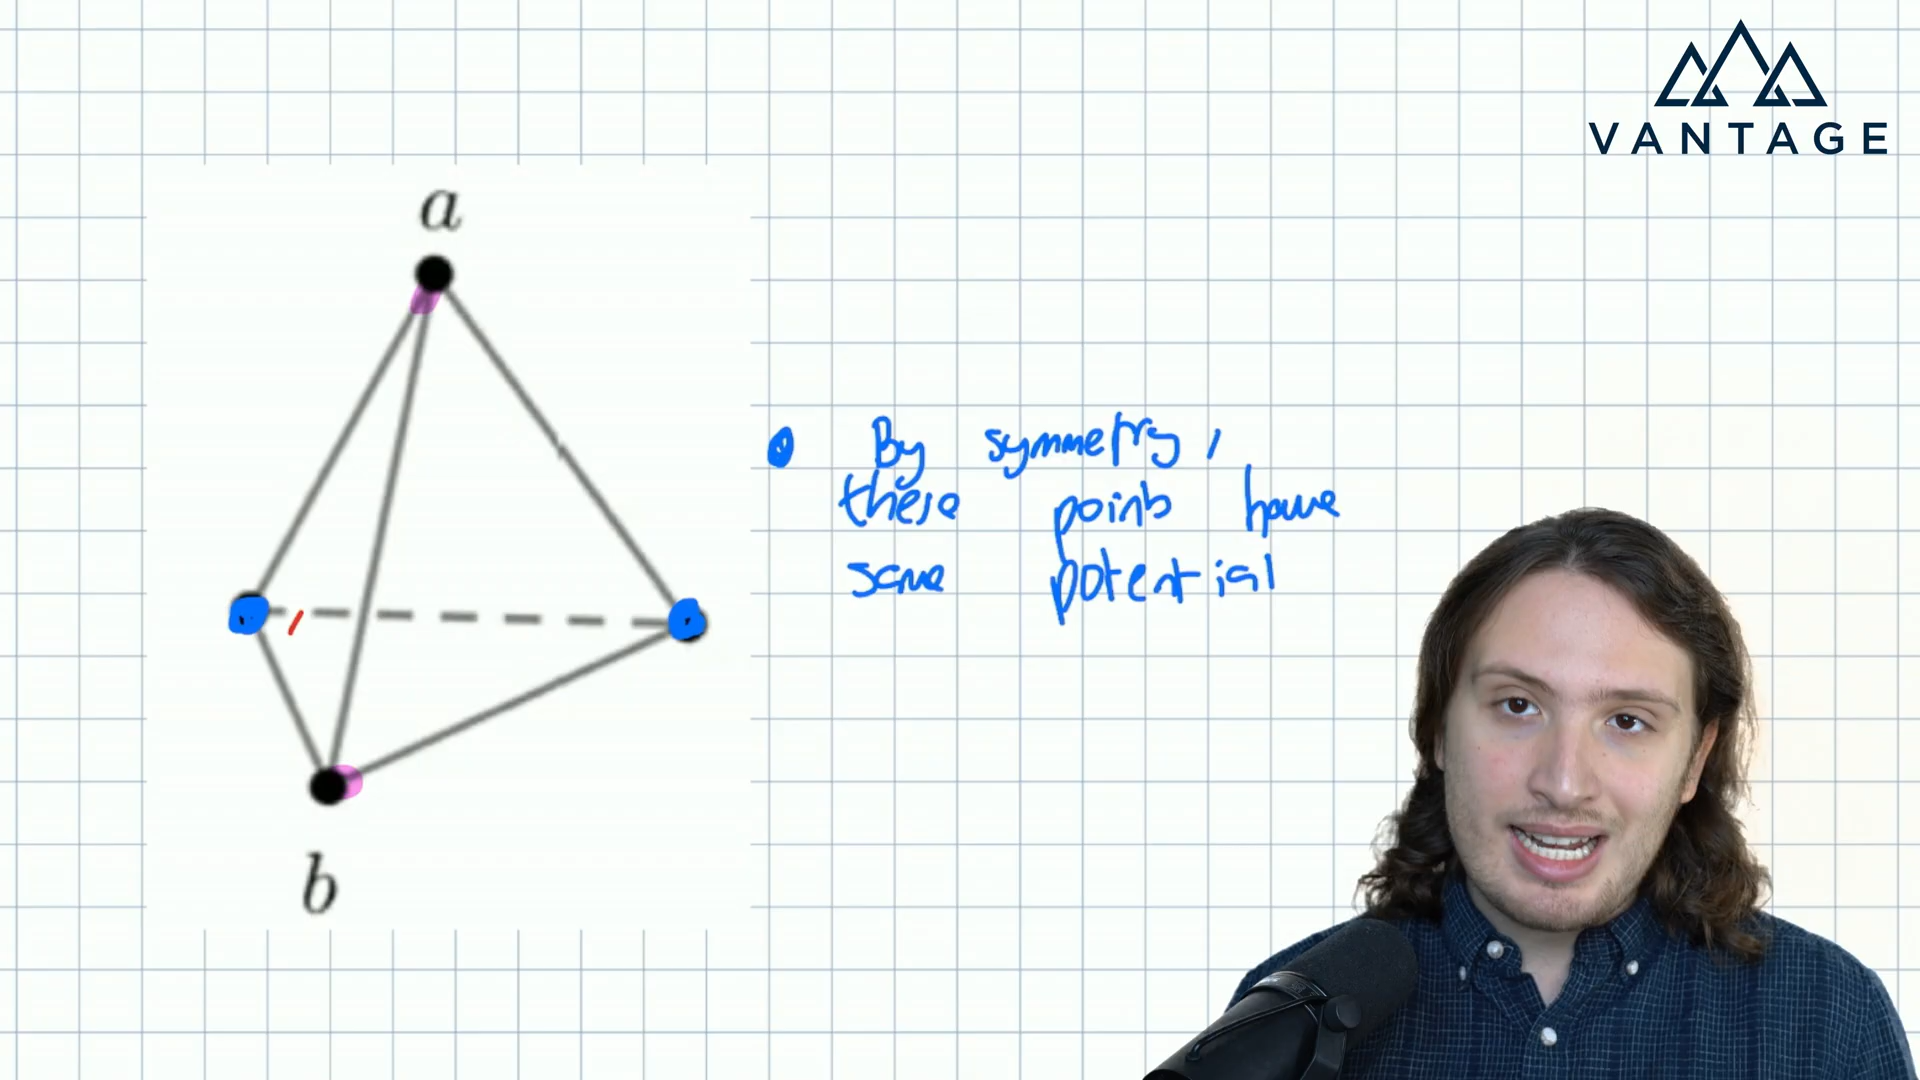 VANTAGE
a
By symmetry,
these points have
same potential
b